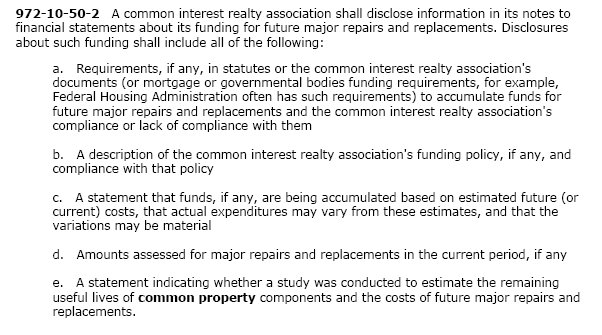 972-10-50-2 A common interest realty association shall disclose information in its notes to
financial statements about its funding for future major repairs and replacements. Disclosures
about such funding shall include all of the following:
a. Requirements, if any, in statutes or the common interest realty association's
documents (or mortgage or governmental bodies funding requirements, for example,
Federal Housing Administration often has such requirements) to accumulate funds for
future major repairs and replacements and the common interest realty association's
compliance or lack of compliance with them
b. A description of the common interest realty association's funding policy, if any, and
compliance with that policy
c. A statement that funds, if any, are being accumulated based on estimated future (or
current) costs, that actual expenditures may vary from these estimates, and that the
variations may be material
d. Amounts assessed for major repairs and replacements in the current period, if any
e. A statement indicating whether a study was conducted to estimate the remaining
useful lives of common property components and the costs of future major repairs and
replacements.